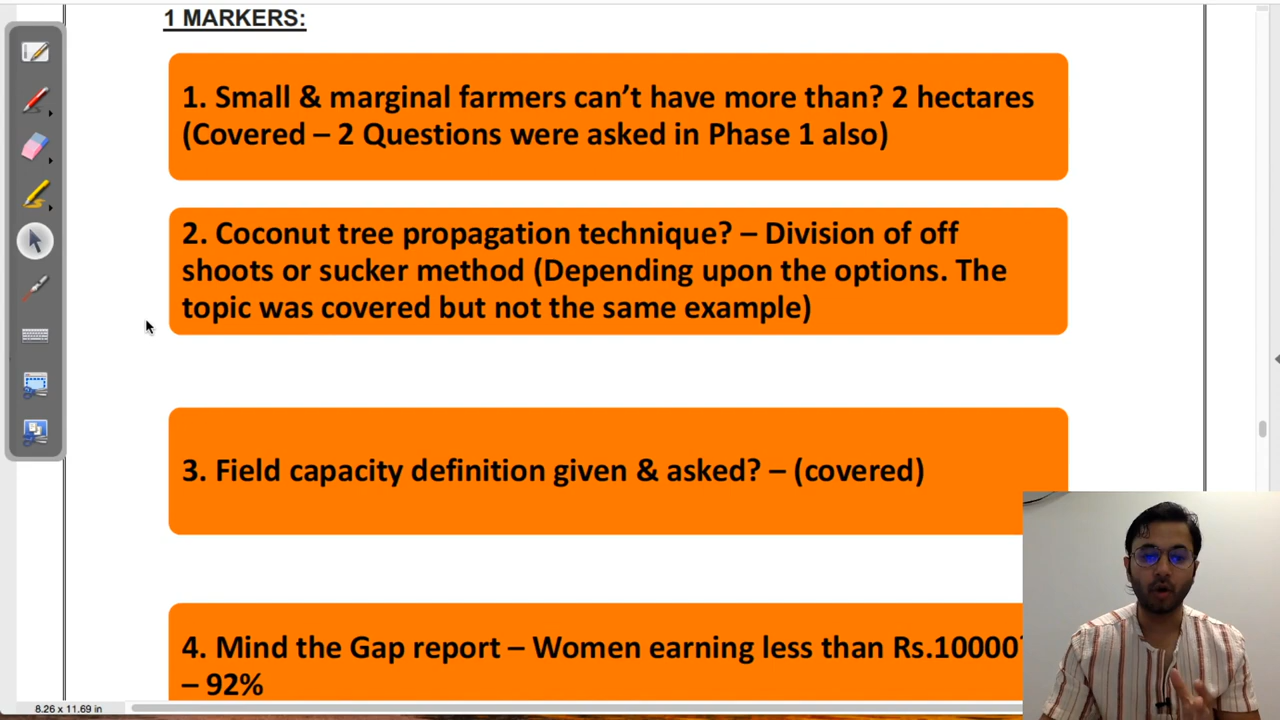 1 MARKERS:
1. Small & marginal farmers can’t have more than? 2 hectares
(Covered – 2 Questions were asked in Phase 1 also)
2. Coconut tree propagation technique? – Division of off
shoots or sucker method (Depending upon the options. The
topic was covered but not the same example)
3. Field capacity definition given & asked? – (covered)
4. Mind the Gap report – Women earning less than Rs.10000
– 92%
8.26 x 11.69 in